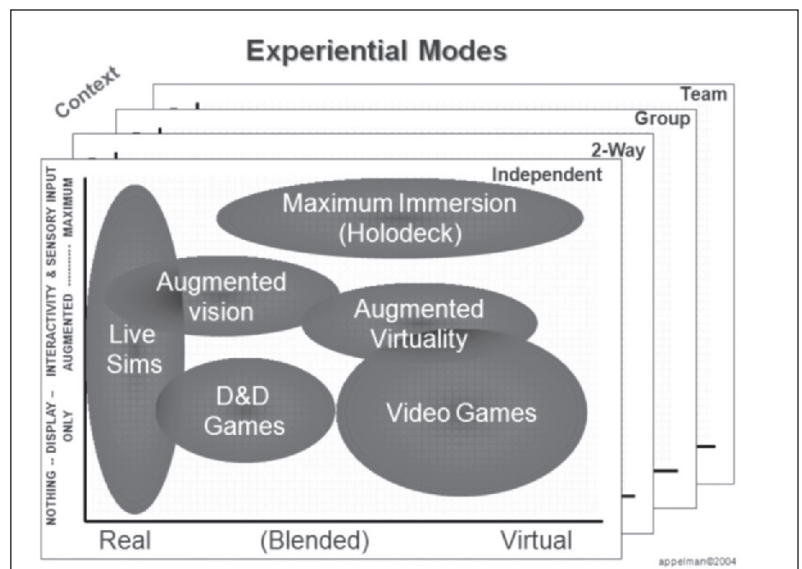 Experiential Modes
Context
Team
Group
2-Way
Independent
NOTHING -- DISPLAY -- INTERACTIVITY & SENSORY INPUT
ONLY AUGMENTED ---------- MAXIMUM
Maximum Immersion
(Holodeck)
Augmented
vision
Augmented
Virtuality
Live
Sims
D&D
Games
Video Games
Real (Blended) Virtual
appelman©2004